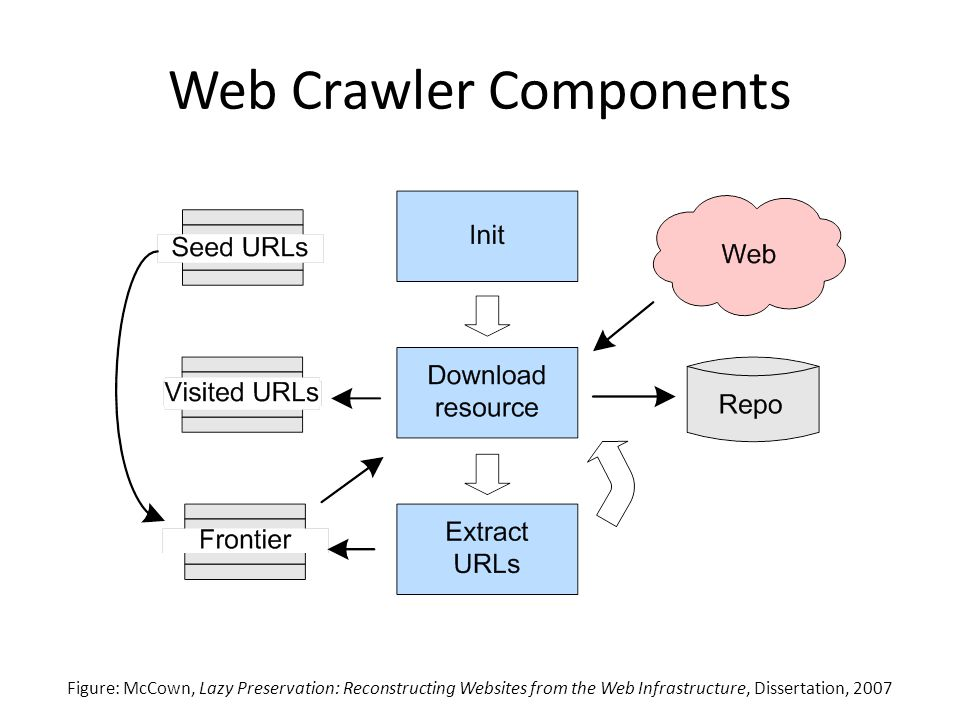 Web Crawler Components
Seed URLs
Init
Web
Visited URLs
Download
resource
Repo
Frontier
Extract
URLs
Figure: McCown, Lazy Preservation: Reconstructing Websites from the Web Infrastructure, Dissertation, 2007